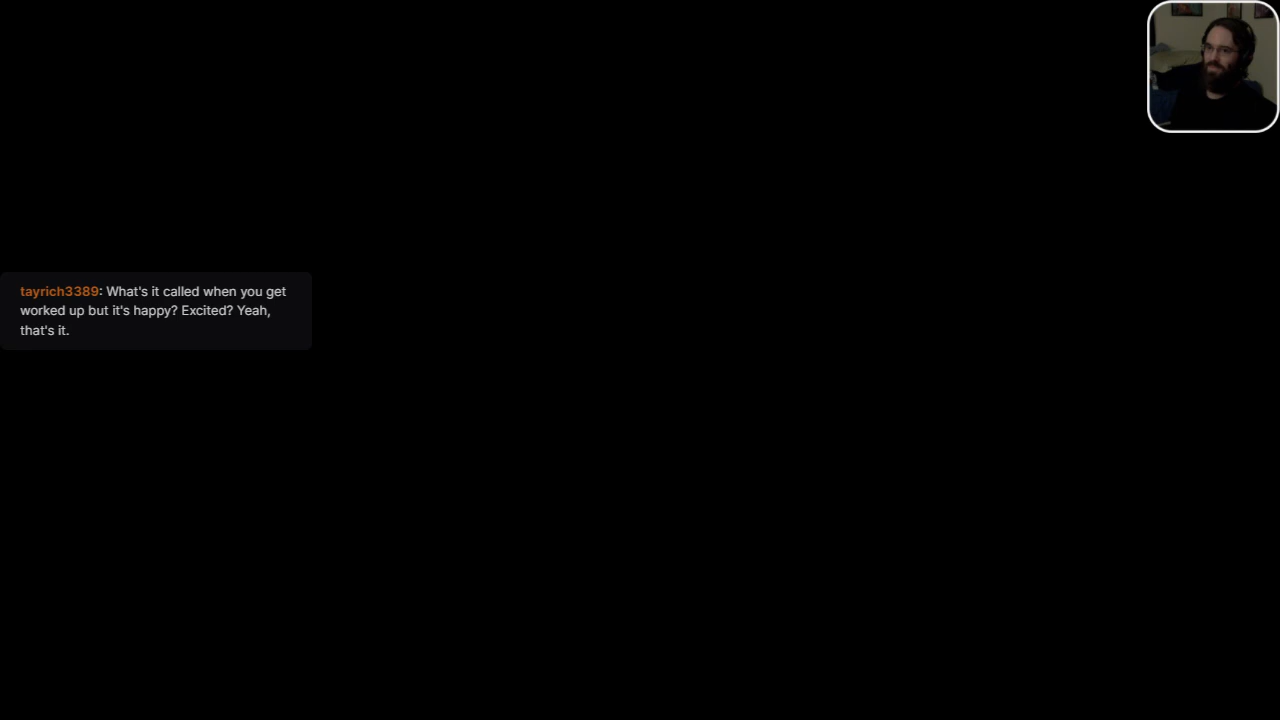 tayrich3389: What's it called when you get
worked up but it's happy? Excited? Yeah,
that's it.